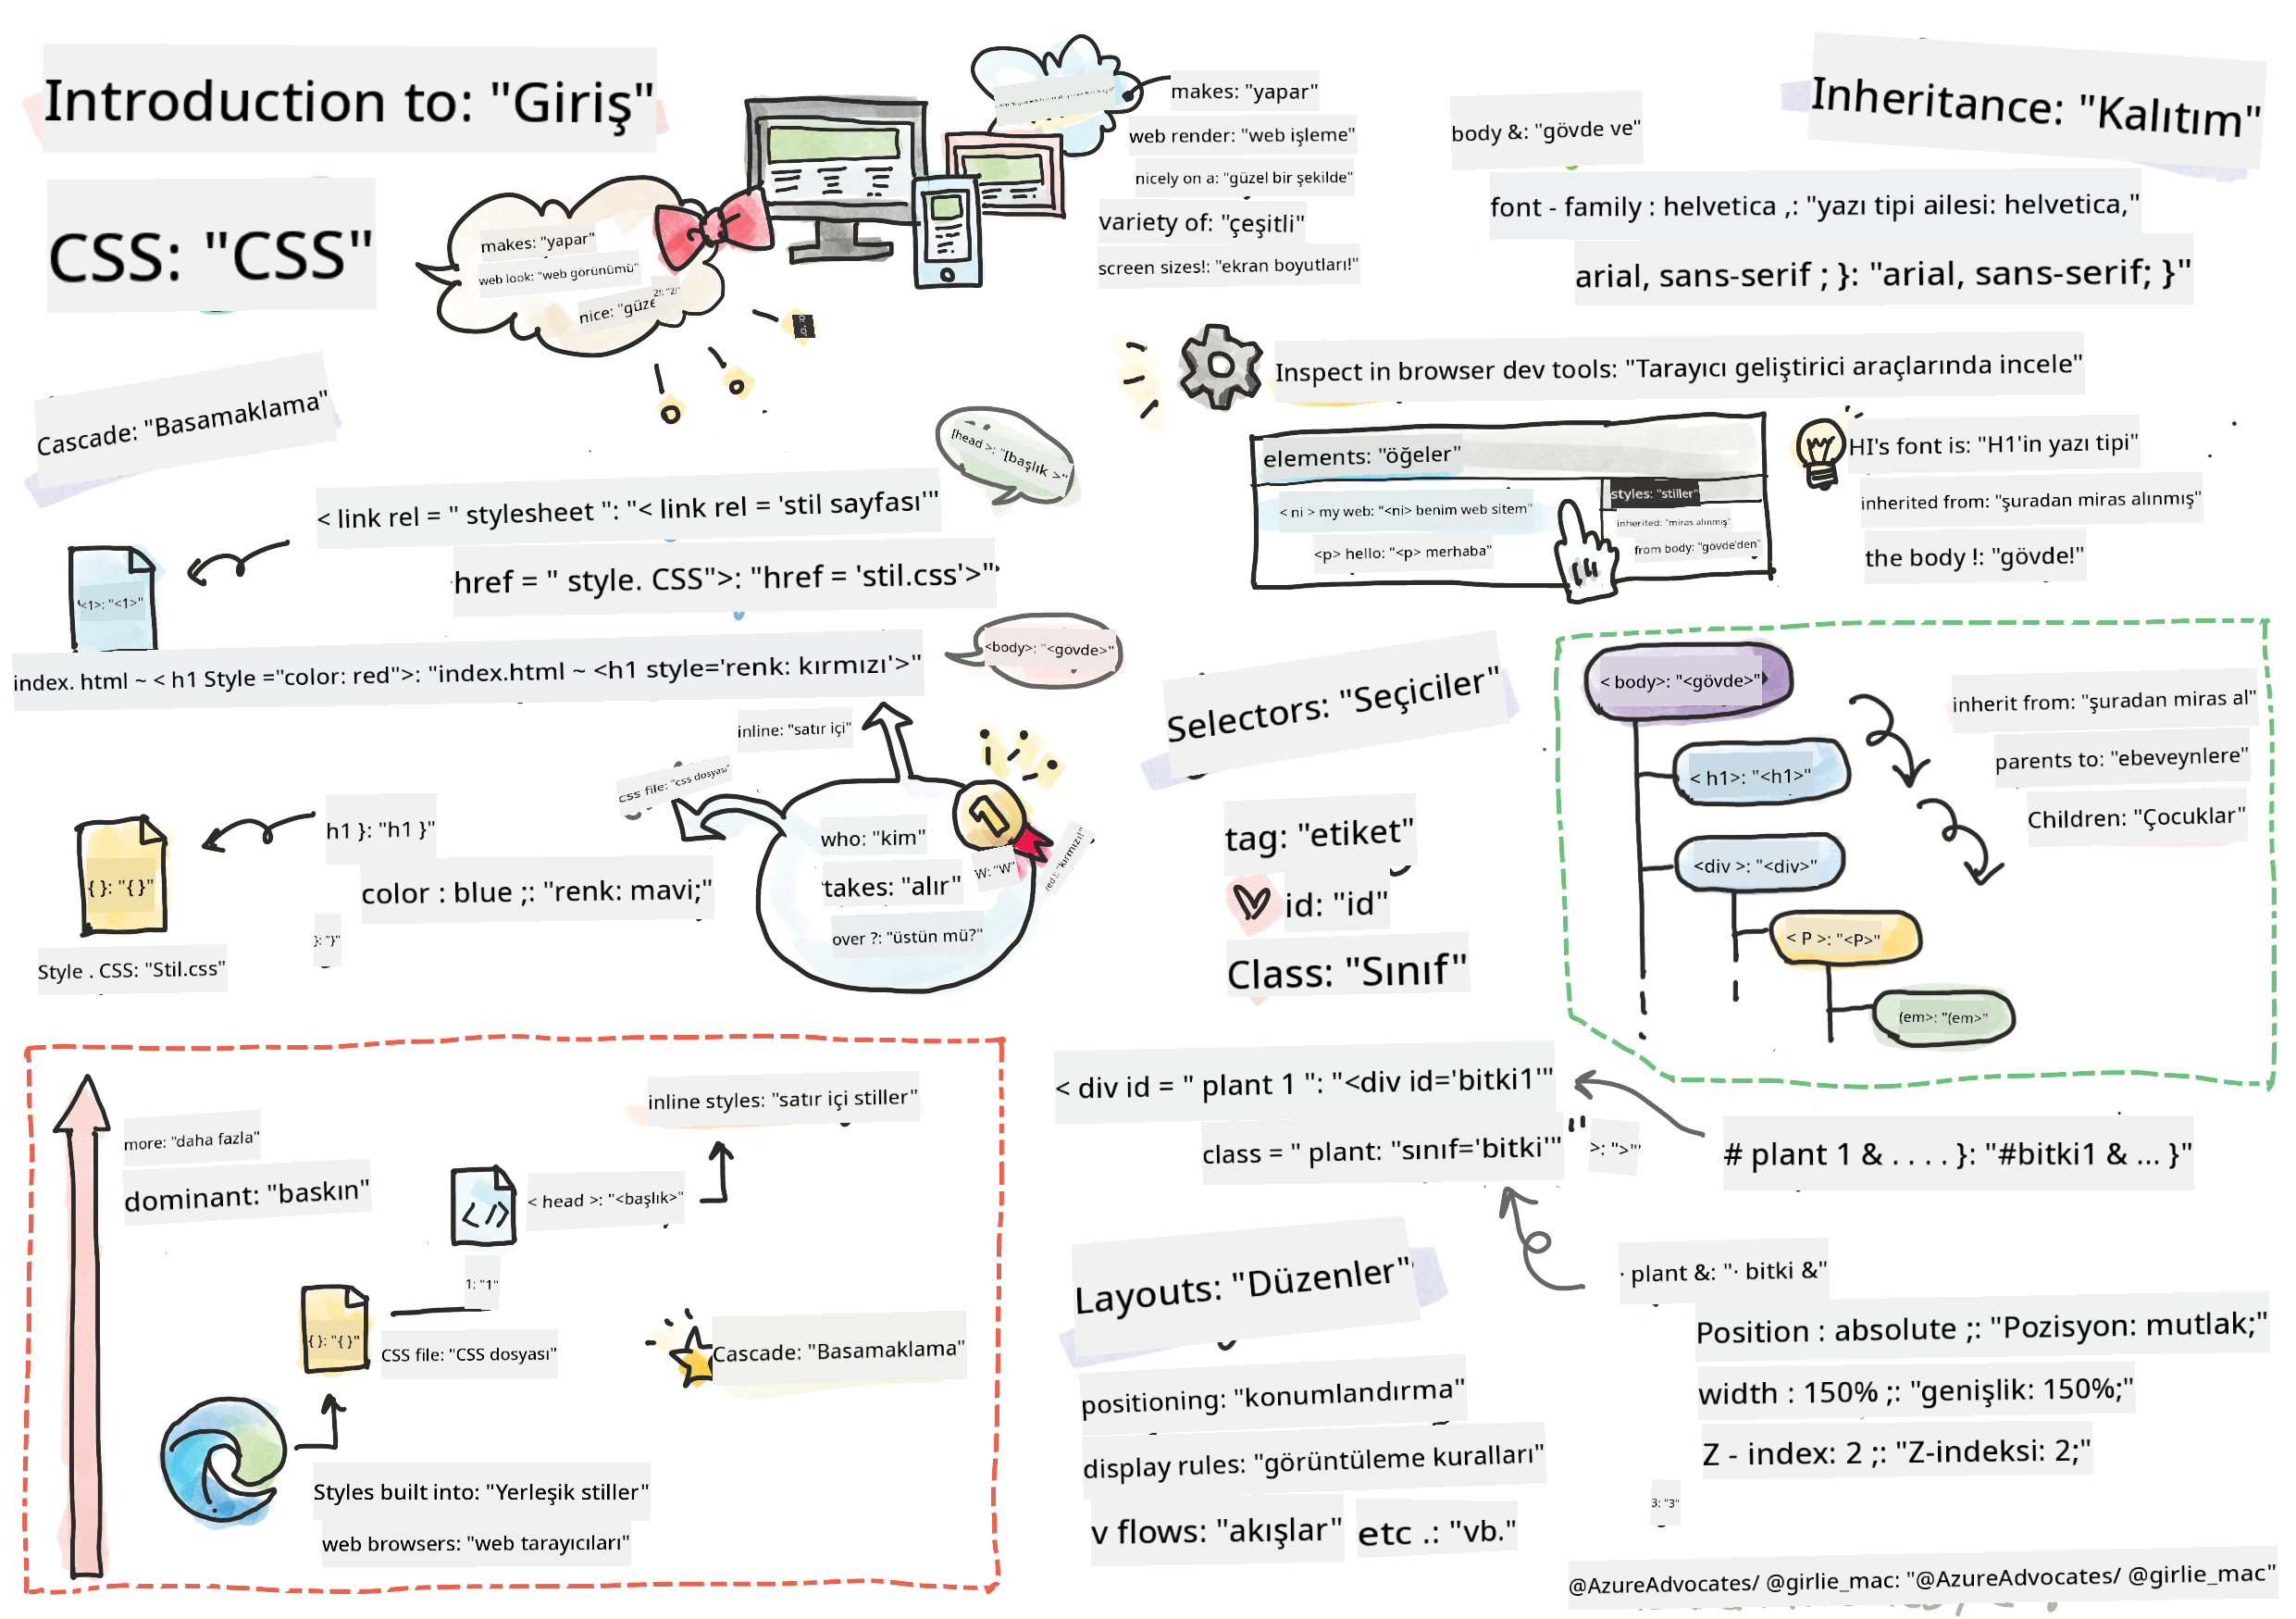 Introduction to: "Giriş"
CSS: "CSS"
makes: "yapar"
web look: "web görünümü"
nice: "güze
2!: "2!"
makes: "yapar"
web render: "web işleme"
nicely on a: "güzel bir şekilde"
variety of: "çeşitli"
screen sizes!: "ekran boyutları!"
Inheritance: "Kalıtım"
body &: "gövde ve"
font - family : helvetica ,: "yazı tipi ailesi: helvetica,"
arial, sans-serif ; }: "arial, sans-serif; }"
Inspect in browser dev tools: "Tarayıcı geliştirici araçlarında incele"
elements: "öğeler"
styles: "stiller"
< ni > my web: "<ni> benim web sitem"
inherited: "miras alınmış"
<p> hello: "<p> merhaba"
from body: "gövde'den"
HI's font is: "H1'in yazı tipi"
inherited from: "şuradan miras alınmış"
the body !: "gövde!"
Cascade: "Basamaklama"
[head >: "[başlık >"
< link rel = " stylesheet ": "< link rel = 'stil sayfası'"
href = " style. CSS">: "href = 'stil.css'>"
<1>: "<1>"
<body>: "<gövde>"
index. html ~ < h1 Style ="color: red">: "index.html ~ <h1 style='renk: kırmızı'>"
inline: "satır içi"
css file: "css dosyası"
h1 }: "h1 }"
{ }: "{ }"
color : blue ;: "renk: mavi;"
}: "}"
Style . CSS: "Stil.css"
who: "kim"
takes: "alır"
over ?: "üstün mü?"
1
W: "W"
red !: "kırmızı!"
Selectors: "Seçiciler"
tag: "etiket"
id: "id"
Class: "Sınıf"
< body>: "<gövde>"
< h1>: "<h1>"
<div >: "<div>"
< P >: "<P>"
(em>: "(em>"
inherit from: "şuradan miras al"
parents to: "ebeveynlere"
Children: "Çocuklar"
< div id = " plant 1 ": "<div id='bitki1'"
class = " plant: "sınıf='bitki'"
>: ">"
# plant 1 & . . . . }: "#bitki1 & ... }"
· plant &: "· bitki &"
Position : absolute ;: "Pozisyon: mutlak;"
width : 150% ;: "genişlik: 150%;"
Z - index: 2 ;: "Z-indeksi: 2;"
3: "3"
more: "daha fazla"
dominant: "baskın"
inline styles: "satır içi stiller"
</>
< head >: "<başlık>"
1: "1"
{ }: "{ }"
CSS file: "CSS dosyası"
Cascade: "Basamaklama"
Styles built into: "Yerleşik stiller"
web browsers: "web tarayıcıları"
Layouts: "Düzenler"
positioning: "konumlandırma"
display rules: "görüntüleme kuralları"
v flows: "akışlar" etc .: "vb."
@AzureAdvocates/ @girlie_mac: "@AzureAdvocates/ @girlie_mac"